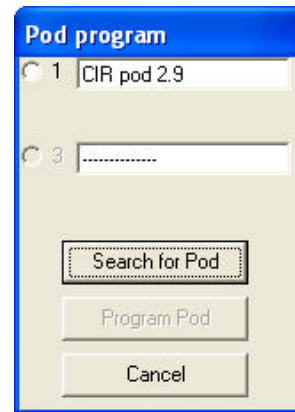 Pod program
1 CIR pod 2.9
3 -------------
Search for Pod
Program Pod
Cancel